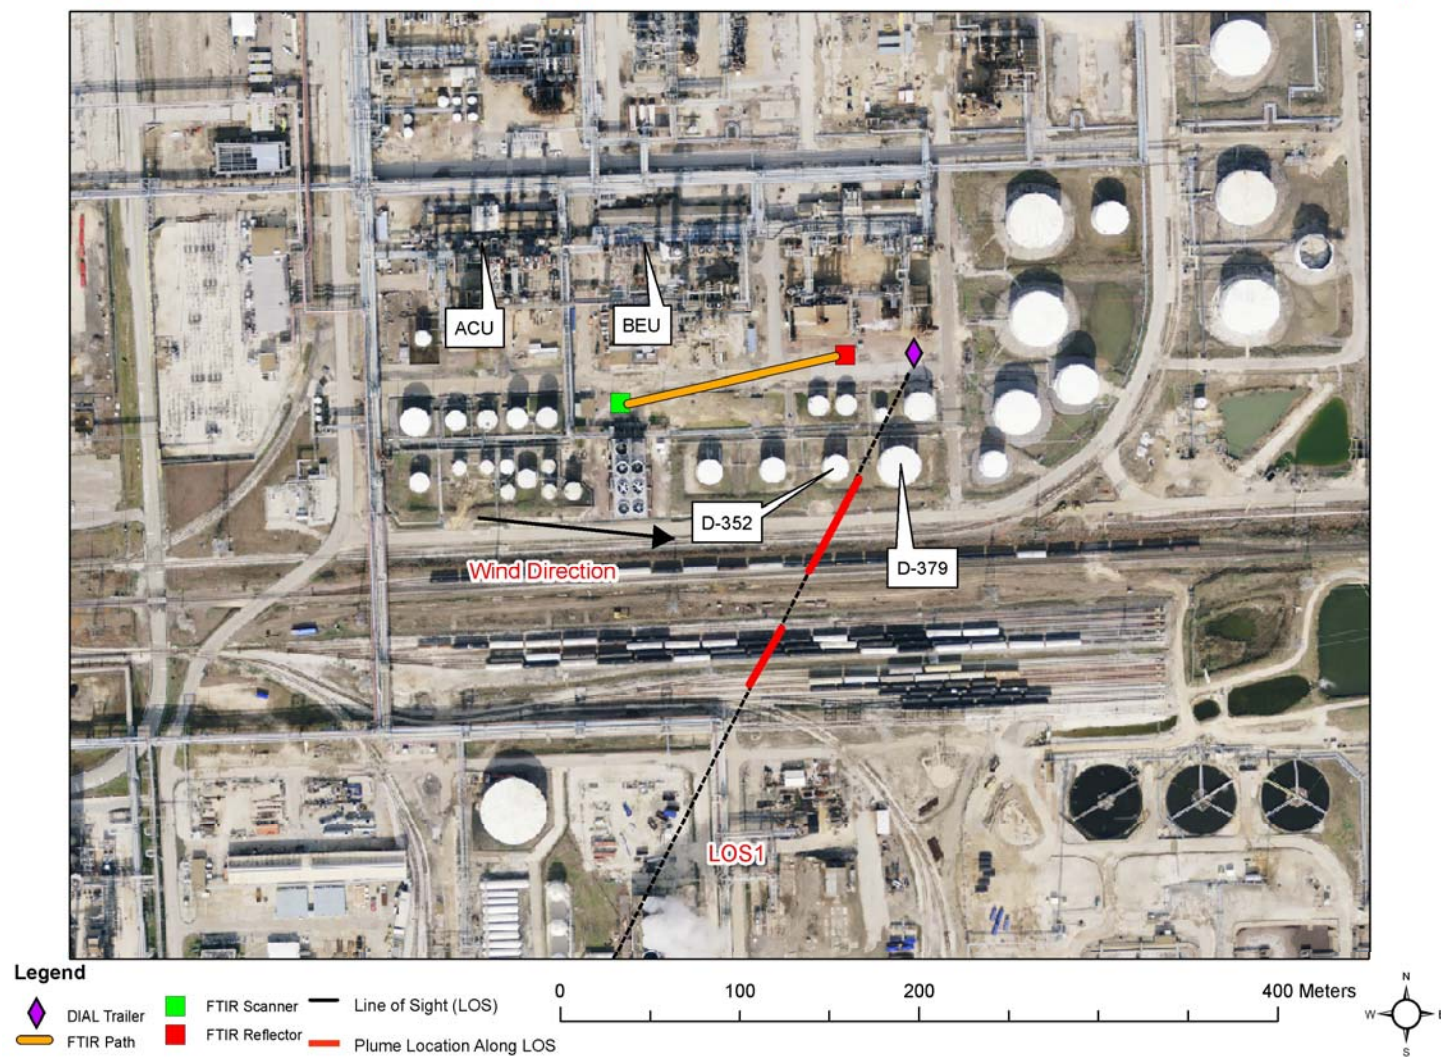 ACU
BEU
D-352
D-379
Wind Direction
LOS1
Legend
DIAL Trailer
FTIR Path
FTIR Scanner
FTIR Reflector
Line of Sight (LOS)
Plume Location Along LOS
0 100 200 400 Meters
N
W E
S